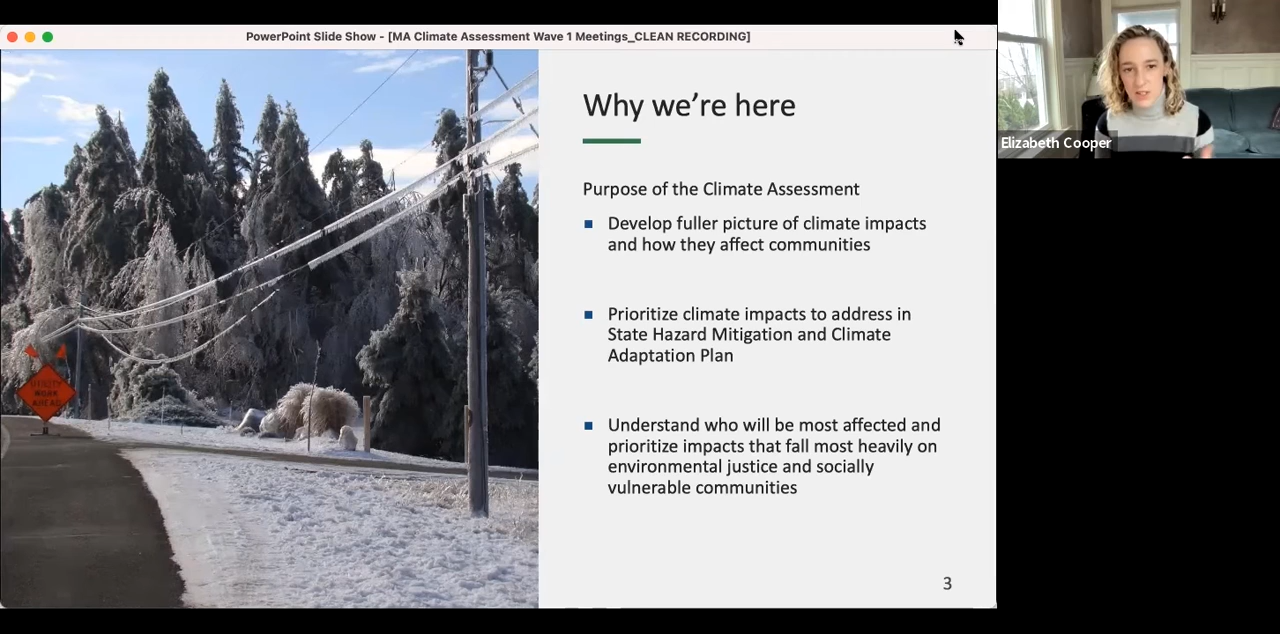 PowerPoint Slide Show - [MA Climate Assessment Wave 1 Meetings_CLEAN RECORDING]
Elizabeth Cooper
Why we’re here
Purpose of the Climate Assessment
Develop fuller picture of climate impacts
and how they affect communities
Prioritize climate impacts to address in
State Hazard Mitigation and Climate
Adaptation Plan
Understand who will be most affected and
prioritize impacts that fall most heavily on
environmental justice and socially
vulnerable communities
UTILITY
WORK
AHEAD
3